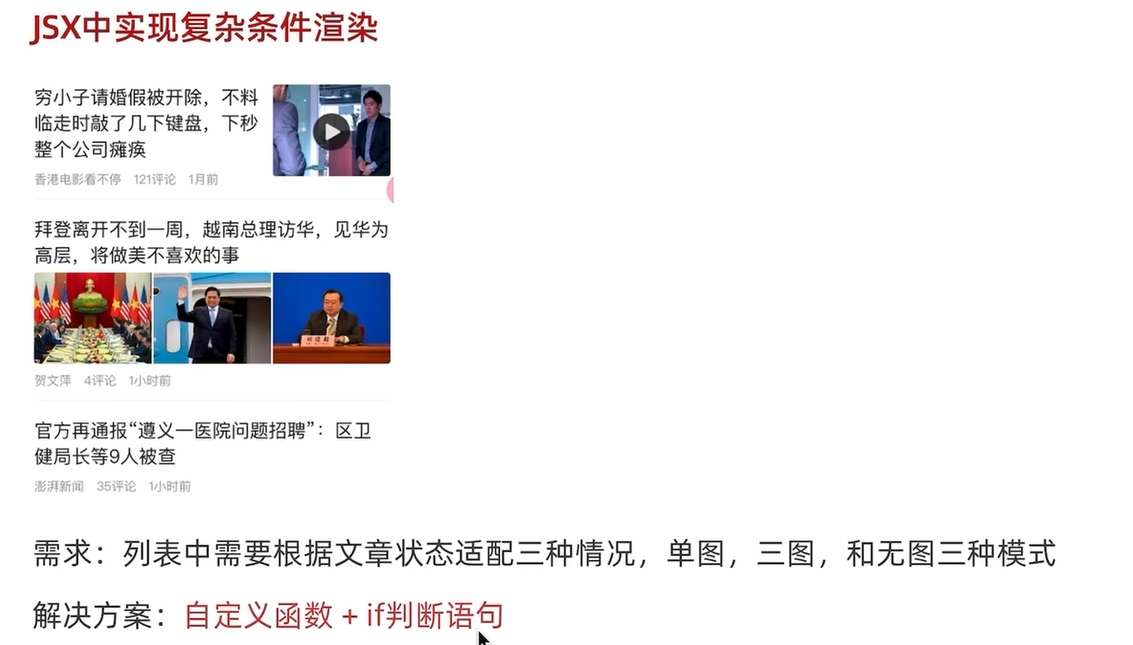 JSX中实现复杂条件渲染
穷小子请婚假被开除，不料
临走时敲了几下键盘，下秒
整个公司瘫痪
香港电影看不停 121评论 1月前
拜登离开不到一周，越南总理访华，见华为
高层，将做美不喜欢的事
贺文萍 4评论 1小时前
官方再通报“遵义一医院问题招聘”：区卫
健局长等9人被查
澎湃新闻 35评论 1小时前
需求：列表中需要根据文章状态适配三种情况，单图，三图，和无图三种模式
解决方案：自定义函数 + if判断语句